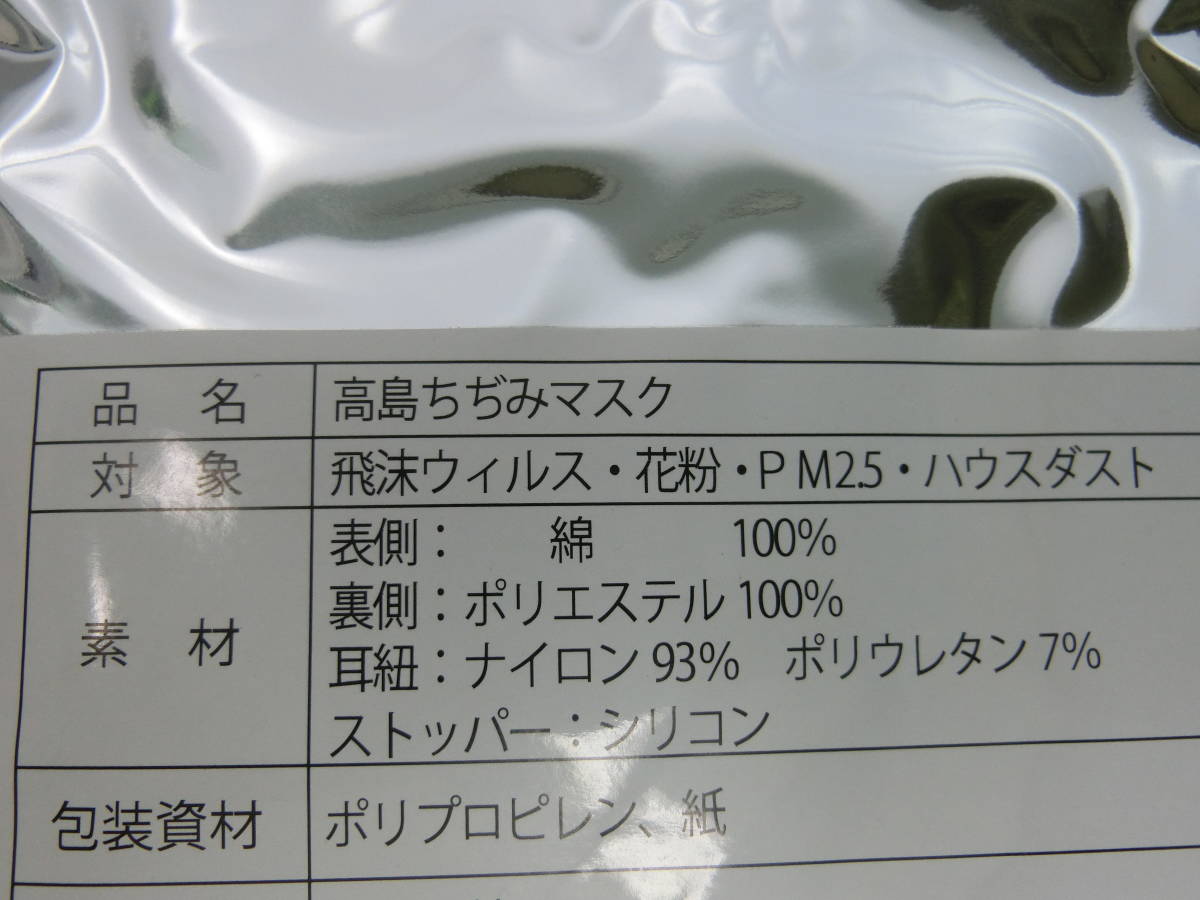 品 名 高島ちぢみマスク
対 象 飛沫ウィルス・花粉・PM2.5・ハウスダスト
素 材 表側： 綿 100%
裏側：ポリエステル 100%
耳紐：ナイロン 93% ポリウレタン 7%
ストッパー：シリコン
包装資材 ポリプロピレン、紙